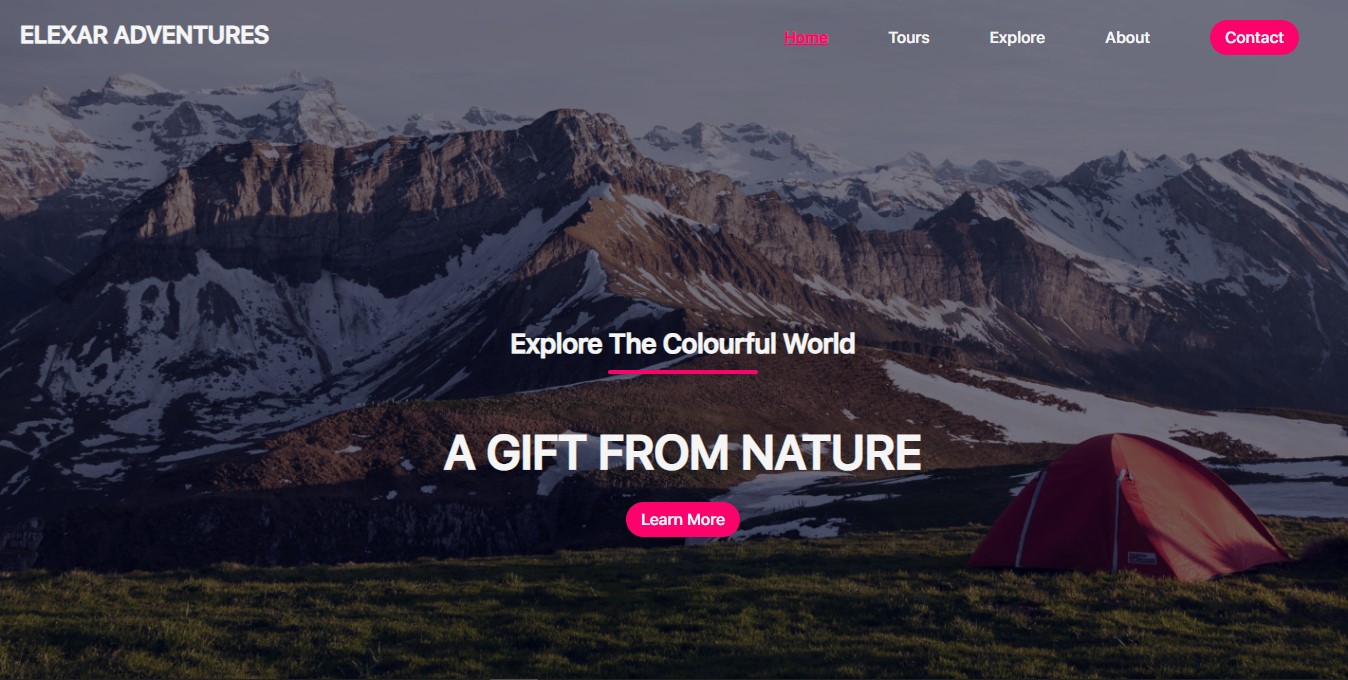 ELEXAR ADVENTURES
Home Tours Explore About Contact
Explore The Colourful World
A GIFT FROM NATURE
Learn More